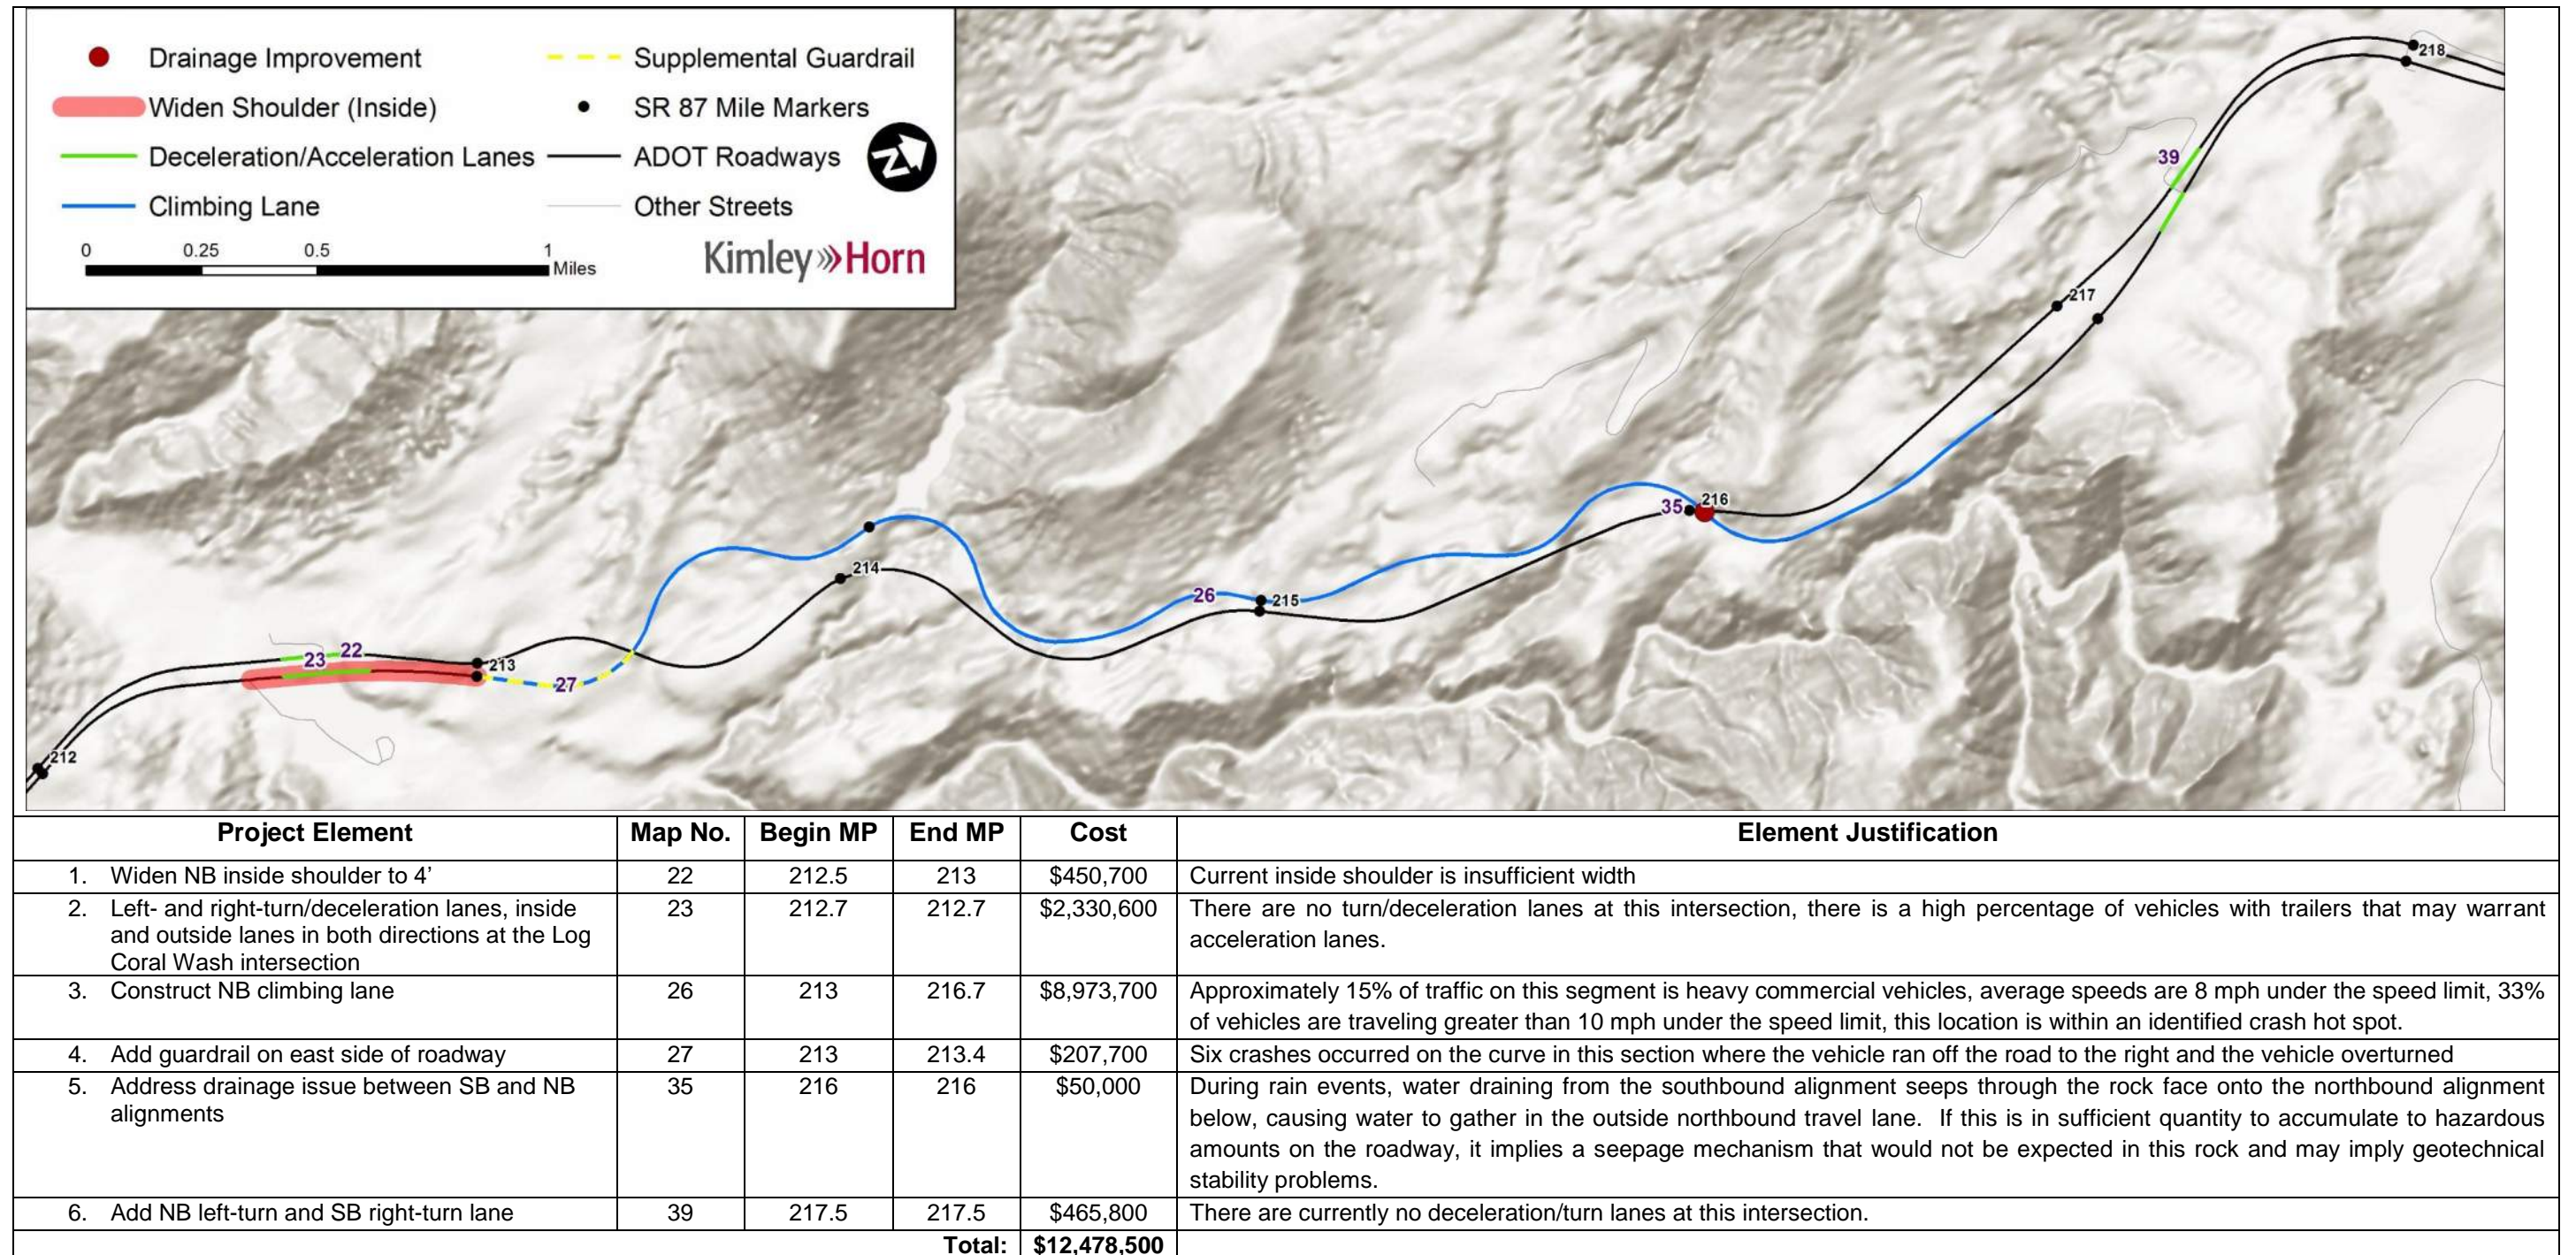 Drainage Improvement
Supplemental Guardrail
Widen Shoulder (Inside)
SR 87 Mile Markers
Deceleration/Acceleration Lanes
ADOT Roadways
Z
Climbing Lane
Other Streets
0 0.25 0.5 1
Miles
Kimley»Horn
218
39
217
35 216
214
26 215
23 22
213
27
212
Project Element Map No. Begin MP End MP Cost Element Justification
1. Widen NB inside shoulder to 4’ 22 212.5 213 $450,700 Current inside shoulder is insufficient width
2. Left- and right-turn/deceleration lanes, inside
and outside lanes in both directions at the Log
Coral Wash intersection
23 212.7 212.7 $2,330,600
There are no turn/deceleration lanes at this intersection, there is a high percentage of vehicles with trailers that may warrant
acceleration lanes.
3. Construct NB climbing lane 26 213 216.7 $8,973,700
Approximately 15% of traffic on this segment is heavy commercial vehicles, average speeds are 8 mph under the speed limit, 33%
of vehicles are traveling greater than 10 mph under the speed limit, this location is within an identified crash hot spot.
4. Add guardrail on east side of roadway 27 213 213.4 $207,700 Six crashes occurred on the curve in this section where the vehicle ran off the road to the right and the vehicle overturned
5. Address drainage issue between SB and NB
alignments
35 216 216 $50,000
During rain events, water draining from the southbound alignment seeps through the rock face onto the northbound alignment
below, causing water to gather in the outside northbound travel lane. If this is in sufficient quantity to accumulate to hazardous
amounts on the roadway, it implies a seepage mechanism that would not be expected in this rock and may imply geotechnical
stability problems.
6. Add NB left-turn and SB right-turn lane 39 217.5 217.5 $465,800 There are currently no deceleration/turn lanes at this intersection.
Total: $12,478,500